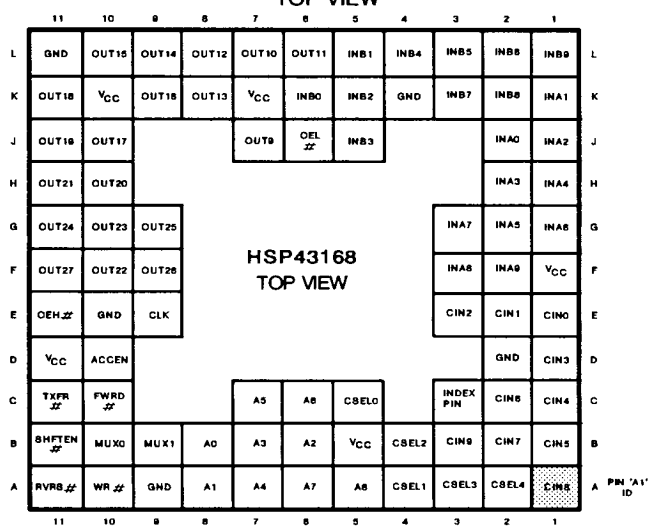 TOP VIEW
11 10 9 8 7 6 5 4 3 2 1
L GND OUT15 OUT14 OUT12 OUT10 OUT11 INB1 INB4 INB5 INB6 INB9 L
K OUT18 VCC OUT16 OUT13 VCC INB0 INB2 GND INB7 INB8 INA1 K
J OUT19 OUT17 OUT9 OEL # INB3 INA0 INA2 J
H OUT21 OUT20 INA3 INA4 H
G OUT24 OUT23 OUT25 INA7 INA5 INA6 G
HSP43168
F OUT27 OUT22 OUT26 INA8 INA9 VCC F
TOP VIEW
E OEH# GND CLK CIN2 CIN1 CIN0 E
D VCC ACCEN GND CIN3 D
C TXFR # FWRD # A5 A6 CSEL0 INDEX PIN CIN6 CIN4 C
B SHFTEN # MUX0 MUX1 A0 A3 A2 VCC CSEL2 CIN9 CIN7 CIN5 B
A RVRS# WR# GND A1 A4 A7 A8 CSEL1 CSEL3 CSEL4 CIN8 A PIN 'A1' ID
11 10 9 8 7 6 5 4 3 2 1